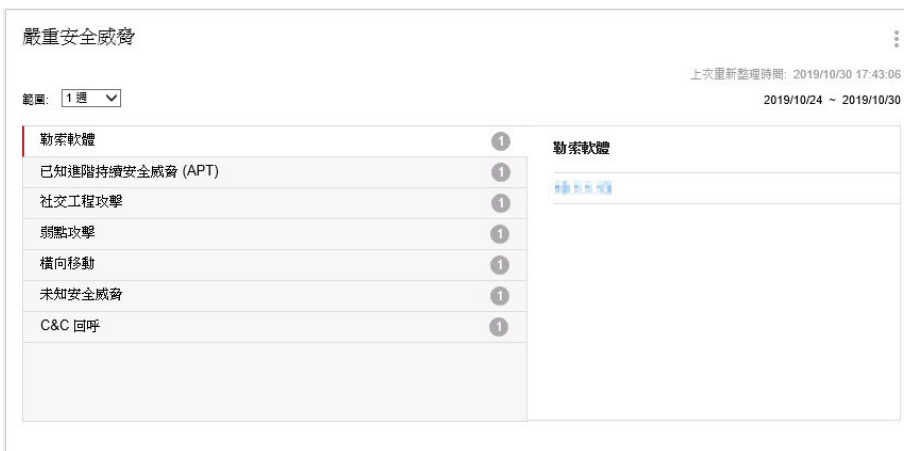 嚴重安全威脅
上次重新整理時間: 2019/10/30 17:43:06
範圍: 1 週
2019/10/24 ~ 2019/10/30
勒索軟體 1
已知進階持續安全威脅 (APT) 1
社交工程攻擊 1
弱點攻擊 1
橫向移動 1
未知安全威脅 1
C&C 回呼 1
勒索軟體